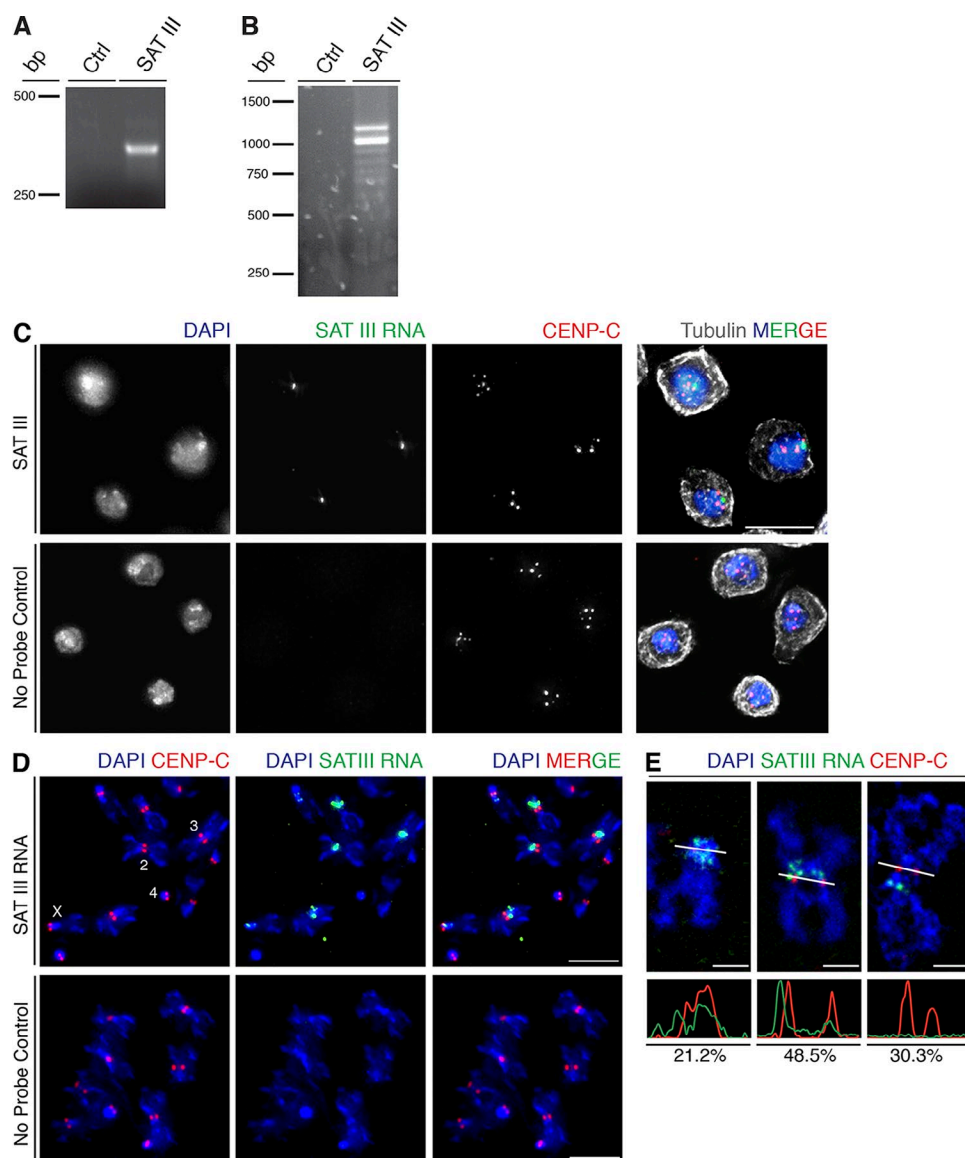 A
B
bp
Ctrl
SAT III
bp
Ctrl
SAT III
500
250
1500
1000
750
500
250
C
DAPI
SAT III RNA
CENP-C
Tubulin MERGE
SAT III
No Probe Control
D
E
DAPI CENP-C
DAPI SATIII RNA
DAPI MERGE
DAPI SATIII RNA CENP-C
SAT III RNA
3
2
4
X
No Probe Control
21.2%
48.5%
30.3%